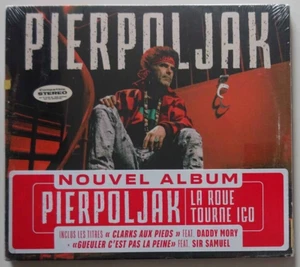 PIERPOLJAK
STEREO
NOUVEL ALBUM
PIERPOLJAK
LA ROUE
TOURNE IGO
INCLUS LES TITRES « CLARKS AUX PIEDS » FEAT. DADDY MORY
• «GUEULER C'EST PAS LA PEINE» FEAT. SIR SAMUEL